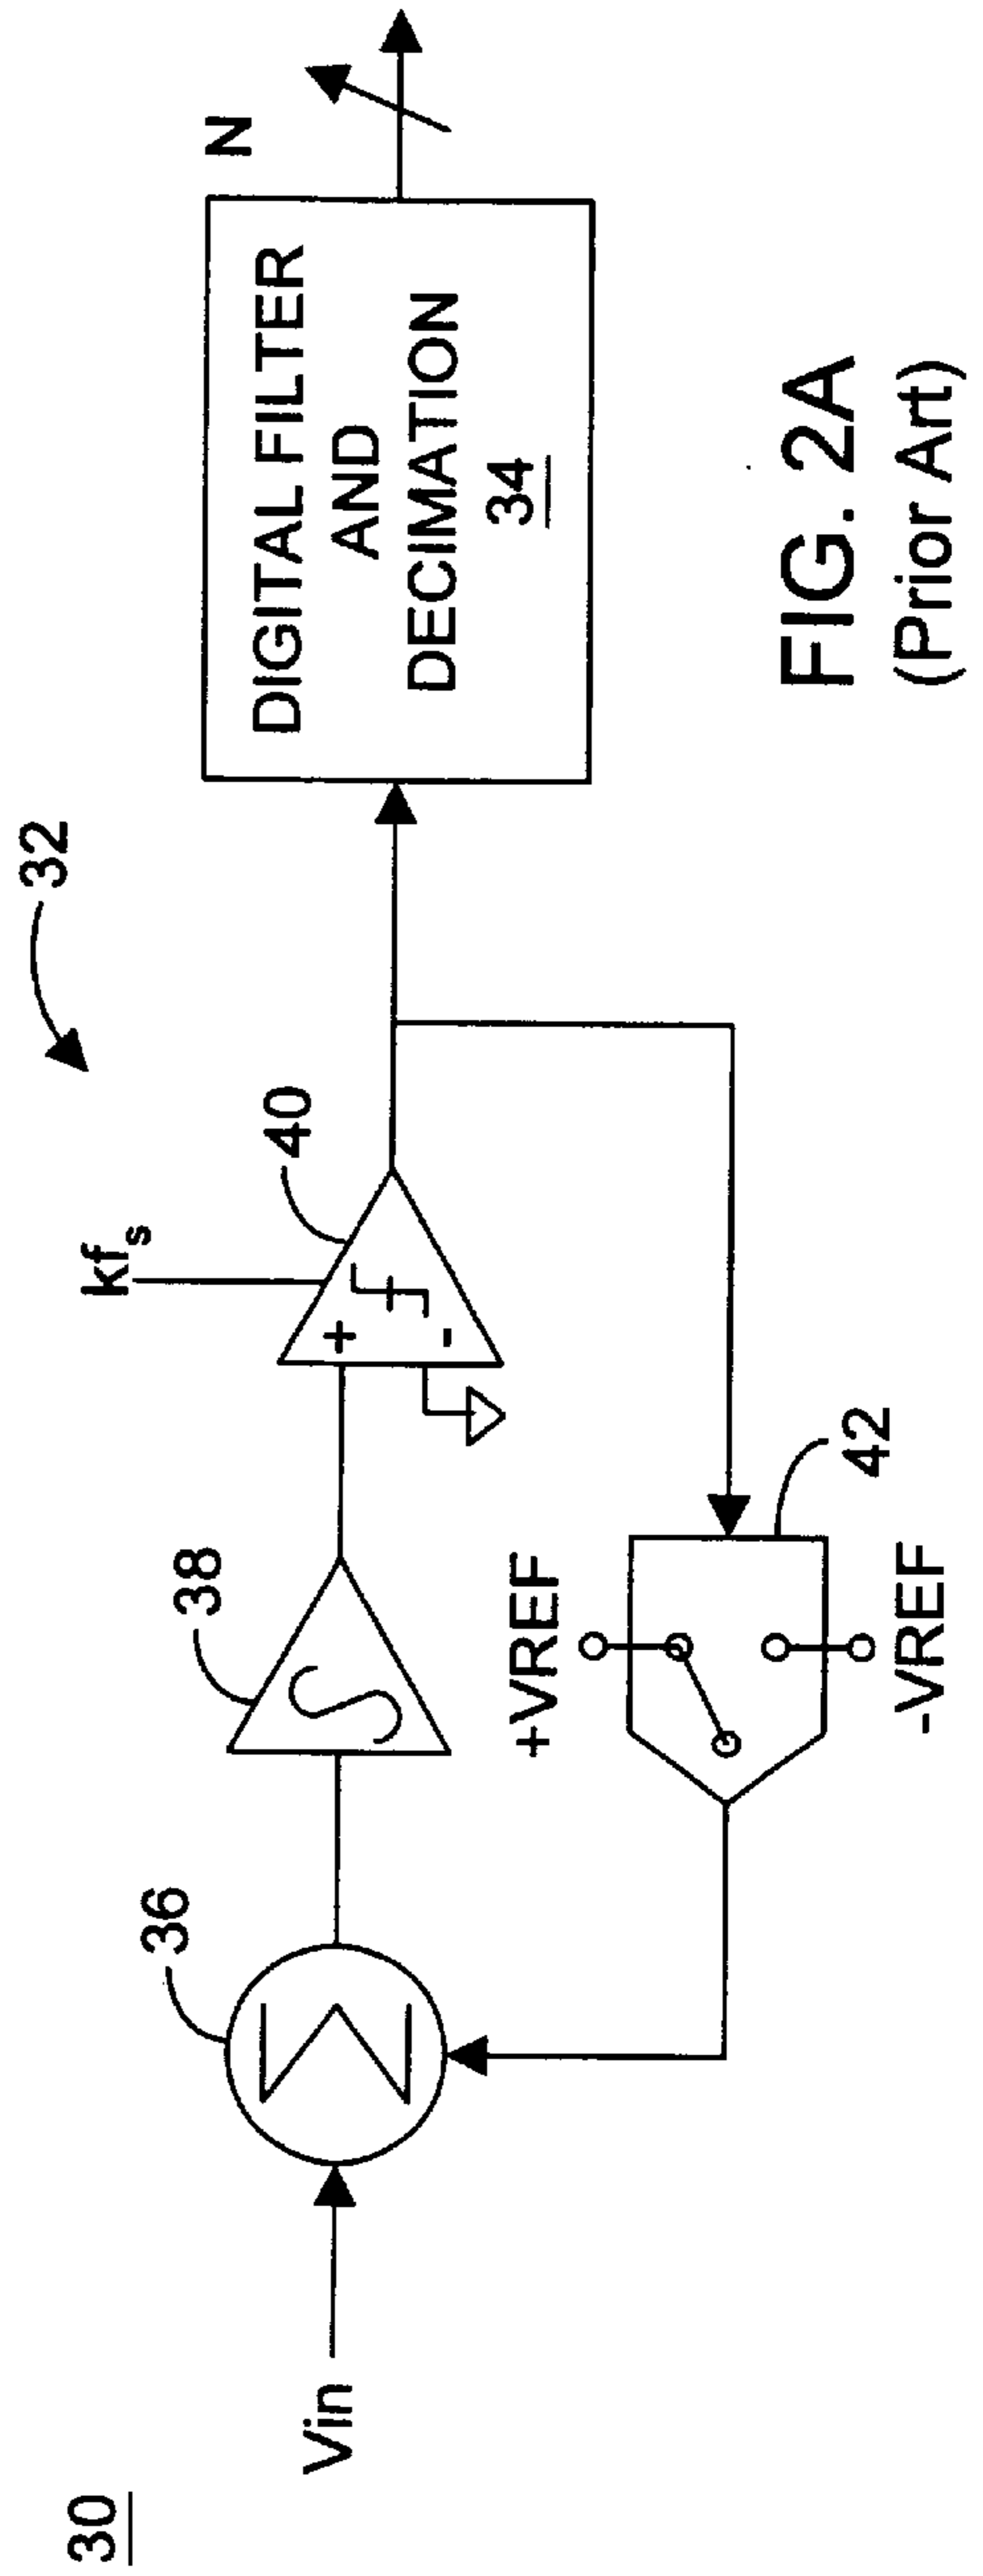 30
32
Vin
36
38
kfs
40
+
-
+VREF
-VREF
42
DIGITAL FILTER
AND
DECIMATION
34
N
FIG. 2A
(Prior Art)